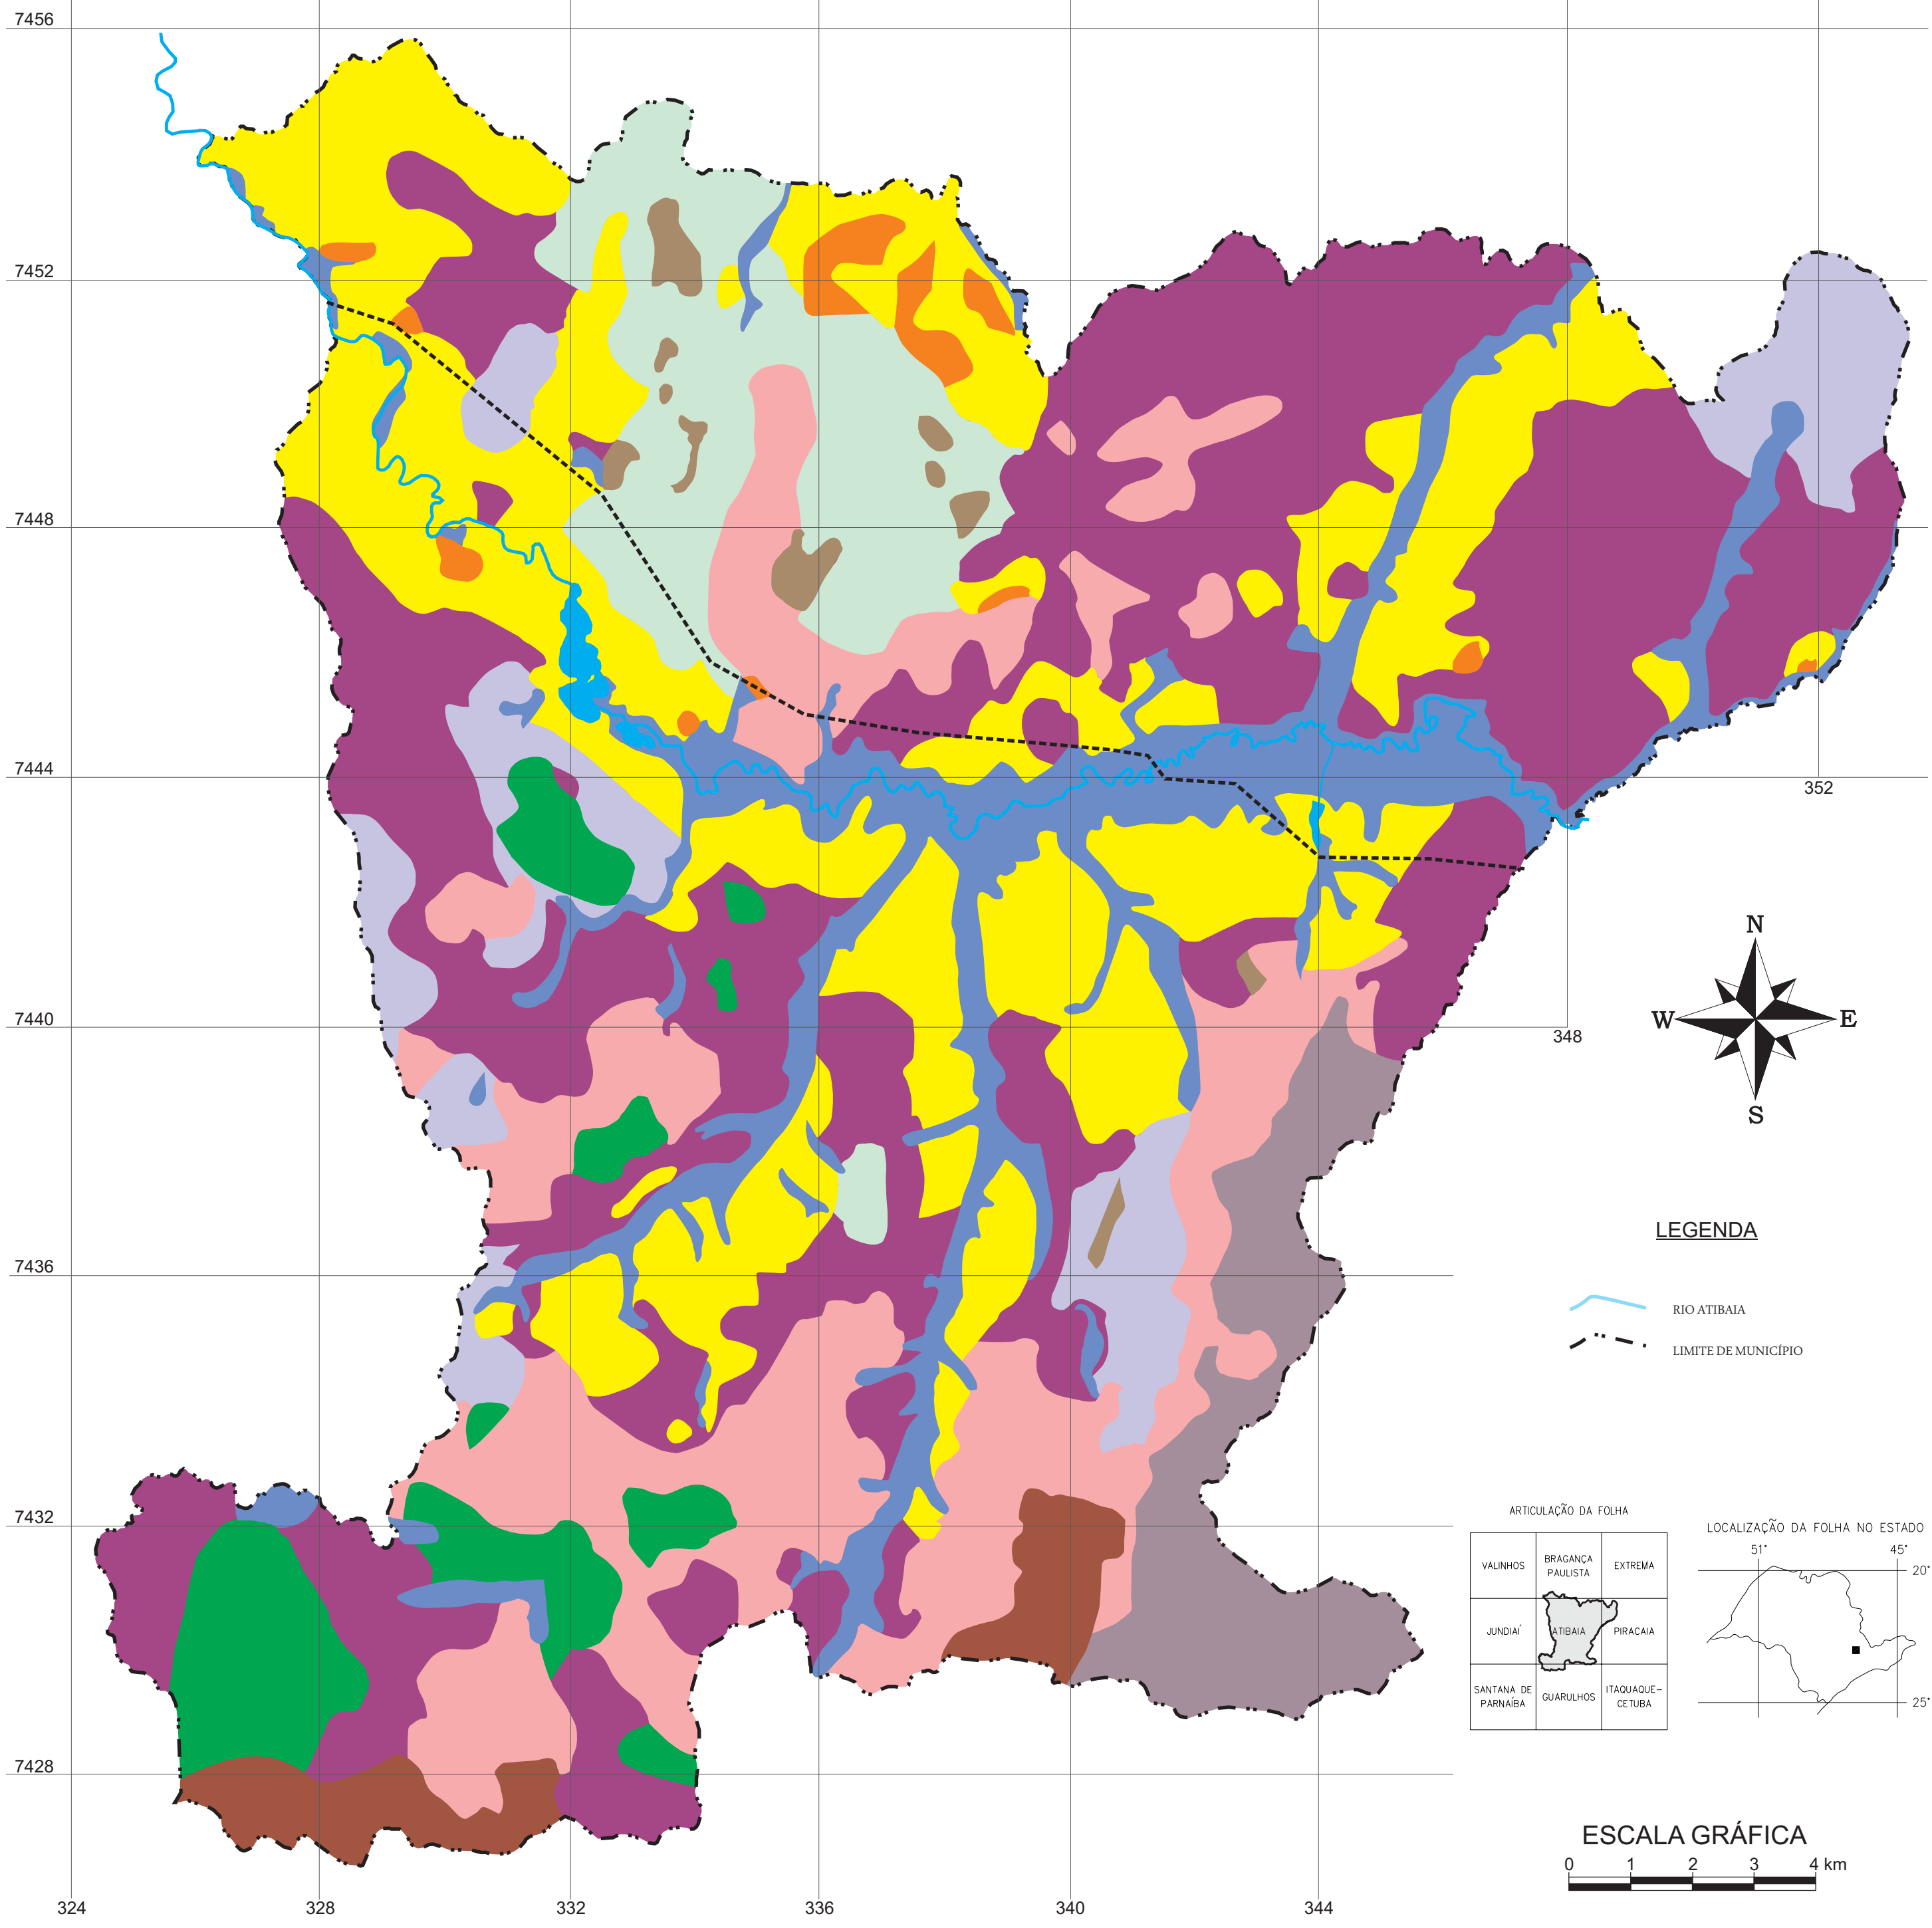 7456
7452
7448
7444
352
N
W
E
S
7440
348
LEGENDA
7436
RIO ATIBAIA
LIMITE DE MUNICÍPIO
7432
ARTICULAÇÃO DA FOLHA
VALINHOS
BRAGANÇA
PAULISTA
EXTREMA
JUNDIAÍ
ATIBAIA
PIRACAIA
SANTANA DE
PARNAÍBA
GUARULHOS
ITAQUAQUE-
CETUBA
LOCALIZAÇÃO DA FOLHA NO ESTADO
51°
45°
20°
25°
7428
ESCALA GRÁFICA
0 1 2 3 4 km
324 328 332 336 340 344